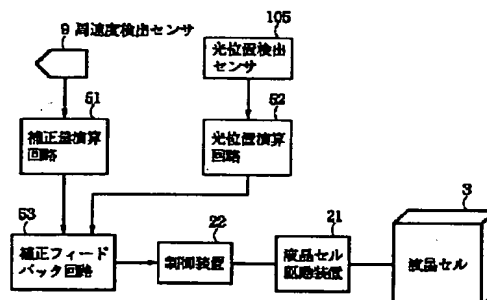 9 周速度検出センサ
105
光位置検出
センサ
51
補正量演算
回路
52
光位置演算
回路
53
補正フィード
バック回路
22
制御装置
21
液晶セル
駆動装置
3
液晶セル